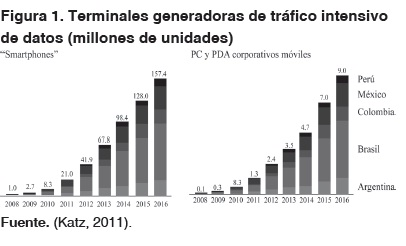 Figura 1. Terminales generadoras de tráfico intensivo
de datos (millones de unidades)
"“Smartphones”
PC y PDA corporativos móviles
157.4
128.0
98.4
67.8
41.9
21.0
8.3
2.7
1.0
2008 2009 2010 2011 2012 2013 2014 2015 2016
9.0
7.0
4.7
3.5
2.4
1.3
8.3
0.3
0.1
2008 2009 2010 2011 2012 2013 2014 2015 2016
Perú
México
Colombia.
Brasil
Argentina.
Fuente. (Katz, 2011).